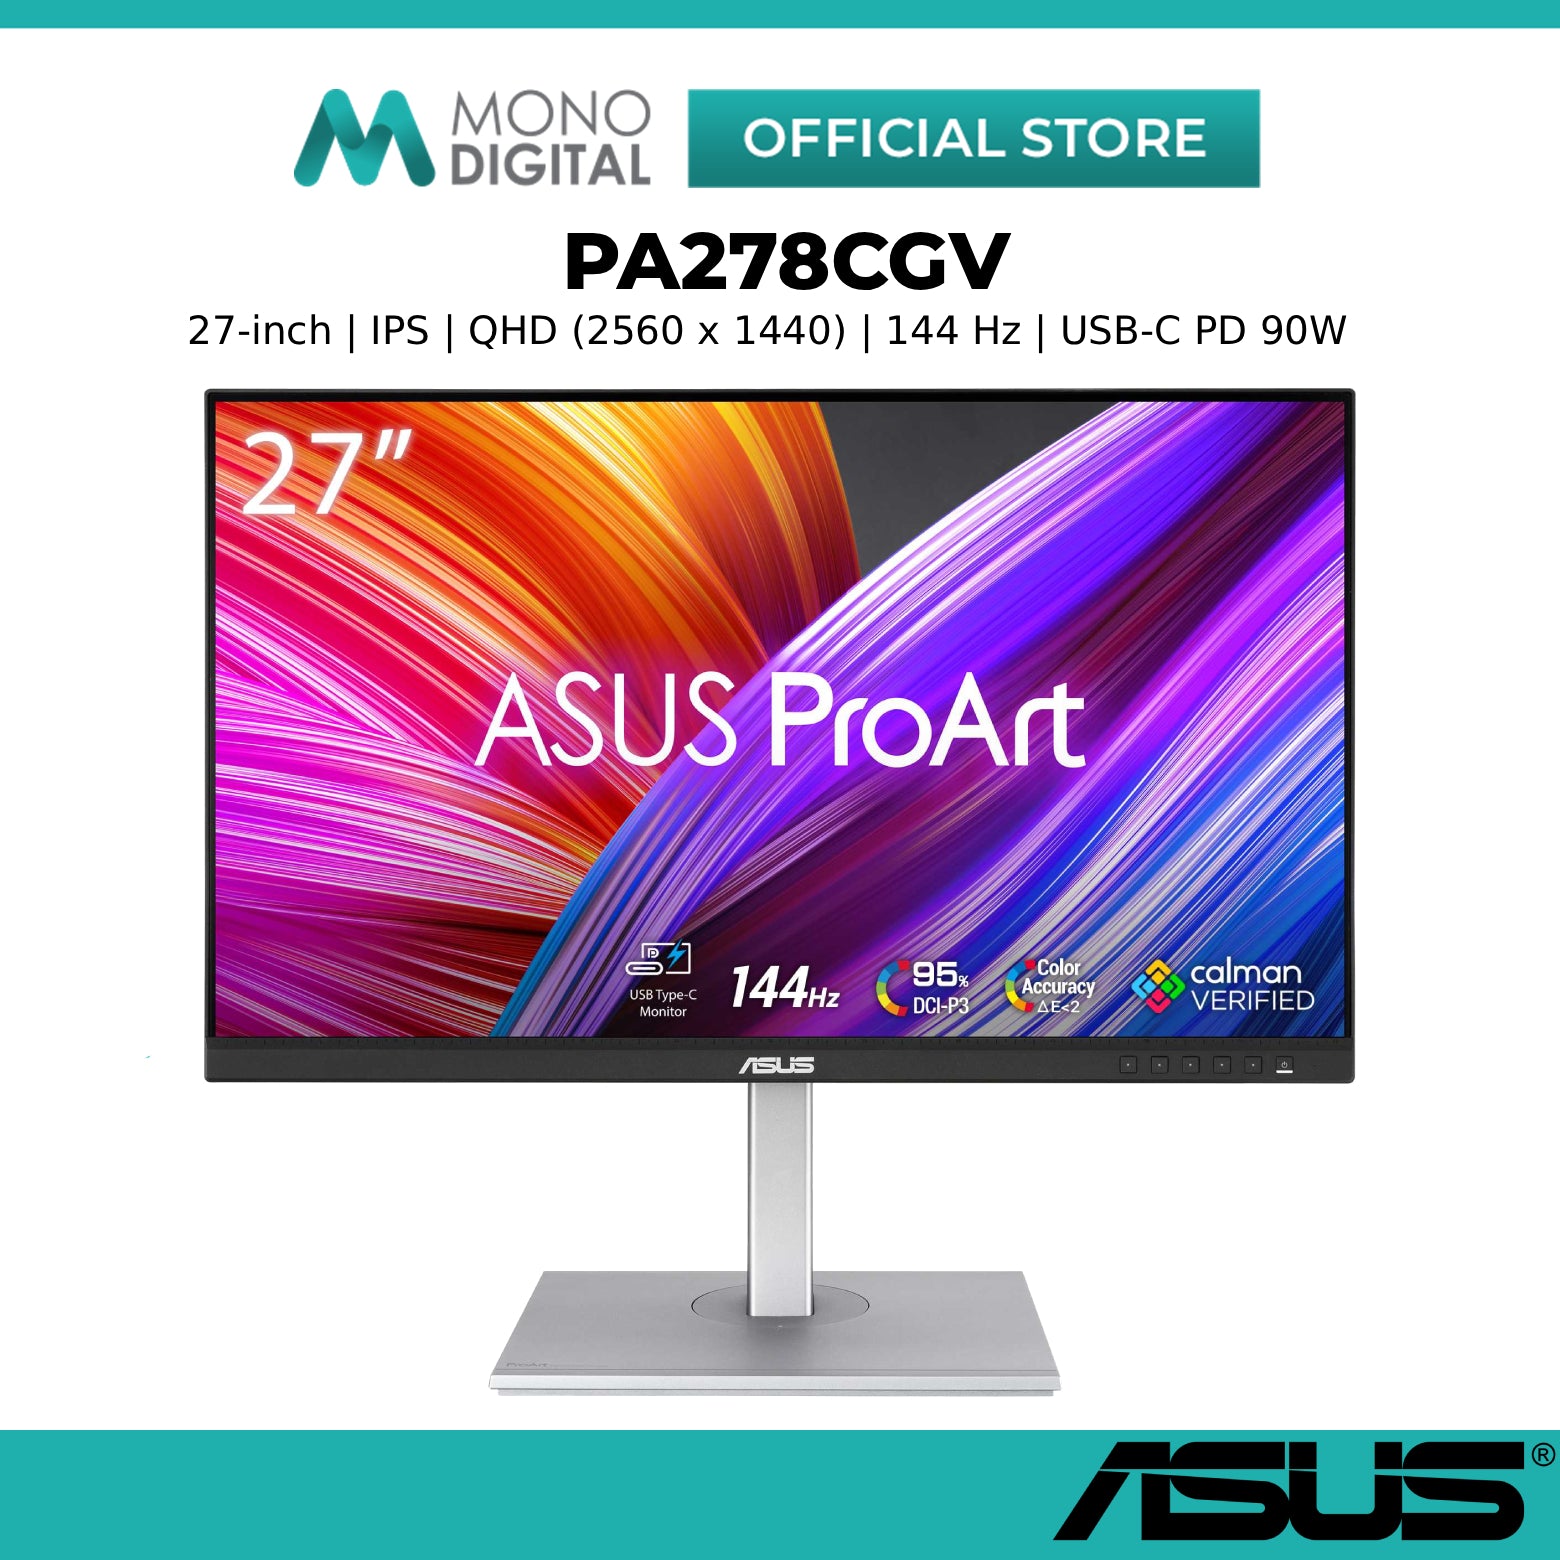 MONO
DIGITAL
OFFICIAL STORE
PA278CGV
27-inch | IPS | QHD (2560 x 1440) | 144 Hz | USB-C PD 90W
27”
ASUS ProArt
USB Type-C
Monitor
144Hz
95%
DCI-P3
Color
Accuracy
ΔE<2
calman
VERIFIED
ASUS
ProArt
ASUS®